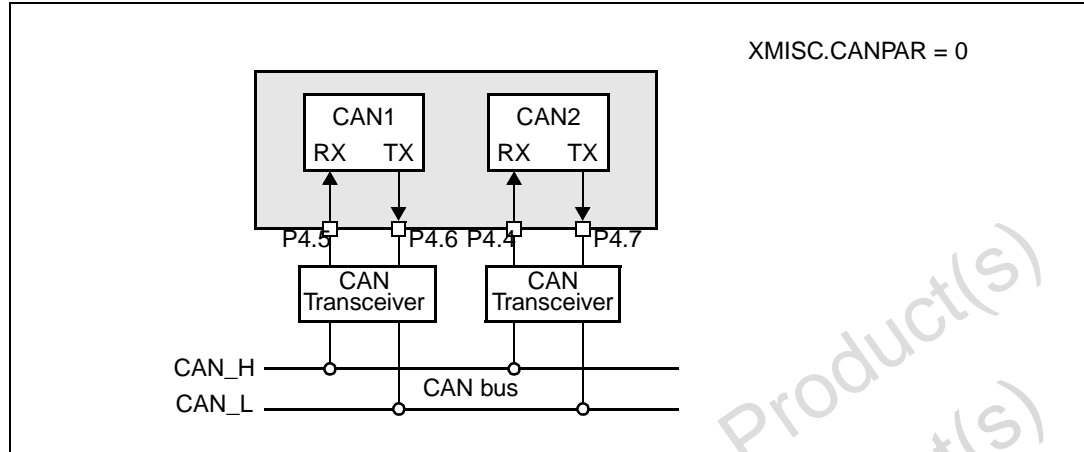 XMISC.CANPAR = 0
CAN1
CAN2
RX TX
RX TX
P4.5 P4.6 P4.4 P4.7
CAN
Transceiver
CAN
Transceiver
CAN_H
CAN bus
CAN_L
Product(s)